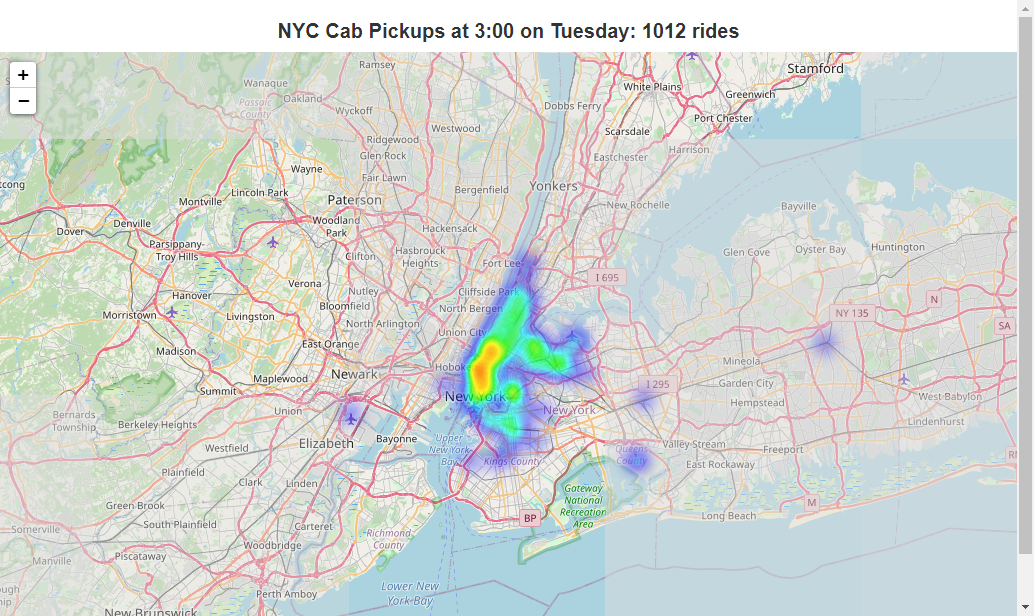 NYC Cab Pickups at 3:00 on Tuesday: 1012 rides
+
−
Ramsey
Stamford
Wanaque
White Plains
Greenwich
Oakland
Passaic
County
Wyckoff
Dobbs Ferry
Port Chester
Westwood
Scarsdale
Ridgewood
Harrison
Glen Rock
Eastchester
Wayne
Fair Lawn
Yonkers
Lincoln Park
Bergenfield
Paterson
Montville
New Rochelle
Bayville
Denville
Woodland
Park
Hackensack
Dover
Parsippany-
Troy Hills
Hasbrouck
Heights
Clifton
Glen Cove
Oyster Bay
Huntington
Fort Lee
I 695
Verona
Nutley
Cliffside Park
Hanover
Bloomfield
North Bergen
N
Morristown
Livingston
North Arlington
NY 135
Union City
SA
East Orange
Madison
Mineola
Hoboke
Newark
Maplewood
I 295
Garden City
Summit
New York
West Babylon
Hempstead
Union
New York
Bernards
Township
Berkeley Heights
Lindenhurst
Bayonne
Elizabeth
Upper
New York
Bay
Valley Stream
Westfield
Queens
County
Freeport
Kings County
East Rockaway
Plainfield
Clark
Linden
Gateway
National
Recreation
Area
Green Brook
M
South Plainfield
BP
Long Beach
Somerville
Carteret
Richmond
County
Woodbridge
Piscataway
Manville
Lower New
York Bay
Perth Amboy
New Brunswick